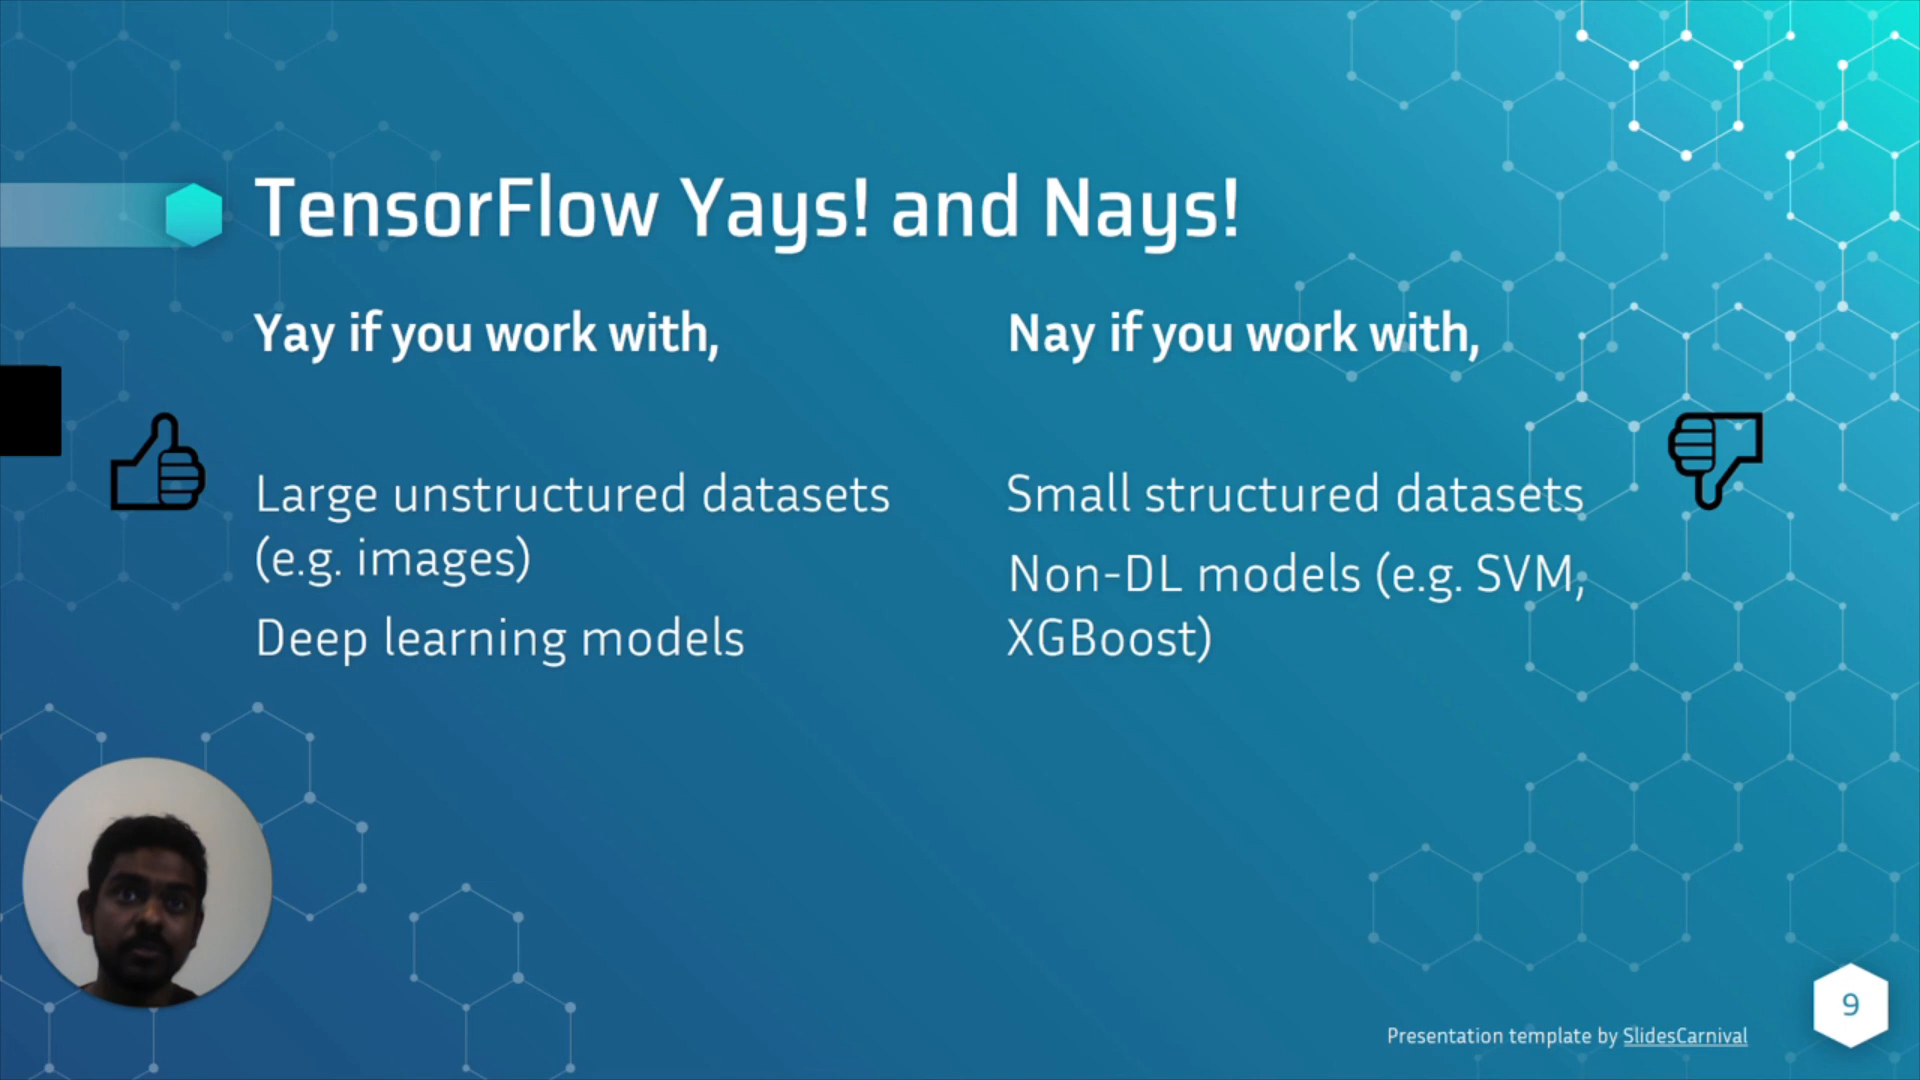 TensorFlow Yays! and Nays!
Yay if you work with,
Large unstructured datasets
(e.g. images)
Deep learning models
Nay if you work with,
Small structured datasets
Non-DL models (e.g. SVM,
XGBoost)
Presentation template by SlidesCarnival
9